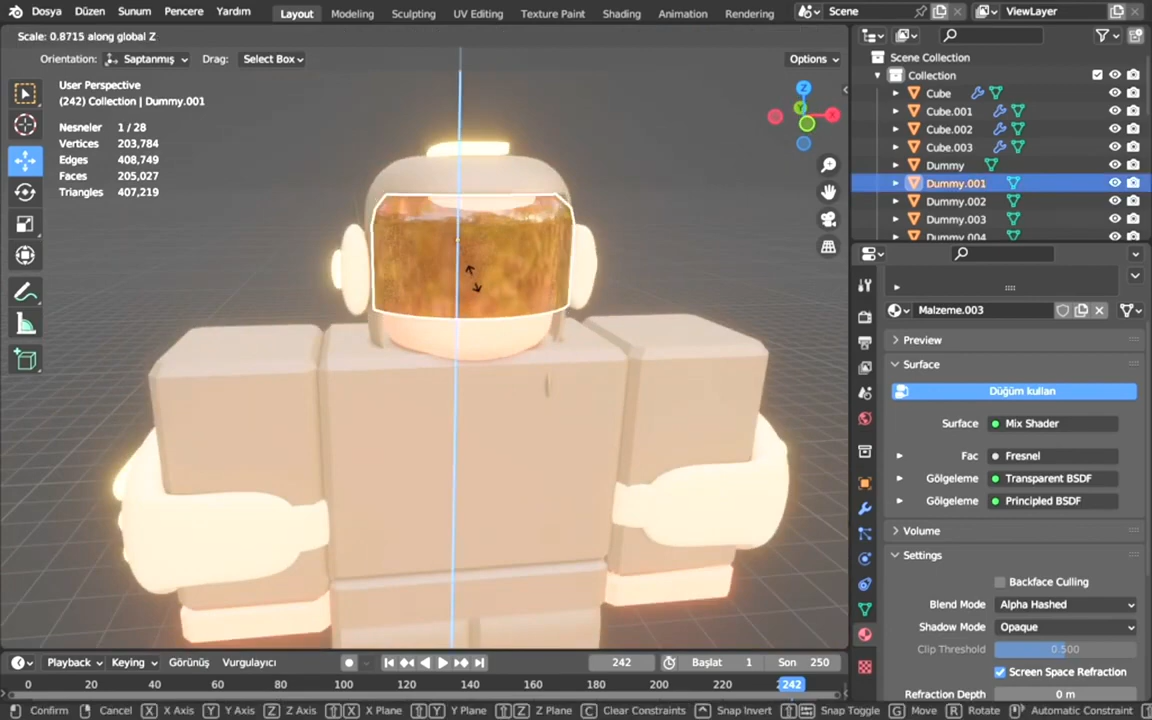 Dosya Düzen Sunum Pencere Yardım Layout Modeling Sculpting UV Editing Texture Paint Shading Animation Rendering Scene ViewLayer
Scale: 0.8715 along global Z
Orientation: Saptanmış Drag: Select Box Options
User Perspective
(242) Collection | Dummy.001
Nesneler 1 / 28
Vertices 203,784
Edges 408,749
Faces 205,027
Triangles 407,219
Z
Y
X
Scene Collection
Collection
Cube
Cube.001
Cube.002
Cube.003
Dummy
Dummy.001
Dummy.002
Dummy.003
Dummy.004
Malzeme.003
Preview
Surface
Düğüm kullan
Surface Mix Shader
Fac Fresnel
Gölgeleme Transparent BSDF
Gölgeleme Principled BSDF
Volume
Settings
Backface Culling
Blend Mode Alpha Hashed
Shadow Mode Opaque
Clip Threshold 0.500
Screen Space Refraction
Refraction Depth 0 m
Playback Keying Görünüş Vurgulayıcı 242 Başlat 1 Son 250
0 20 40 60 80 100 120 140 160 180 200 220 242
Confirm Cancel X X Axis Y Y Axis Z Z Axis X X Plane Y Y Plane Z Z Plane C Clear Constraints Snap Invert Snap Toggle G Move R Rotation Automatic Constraint